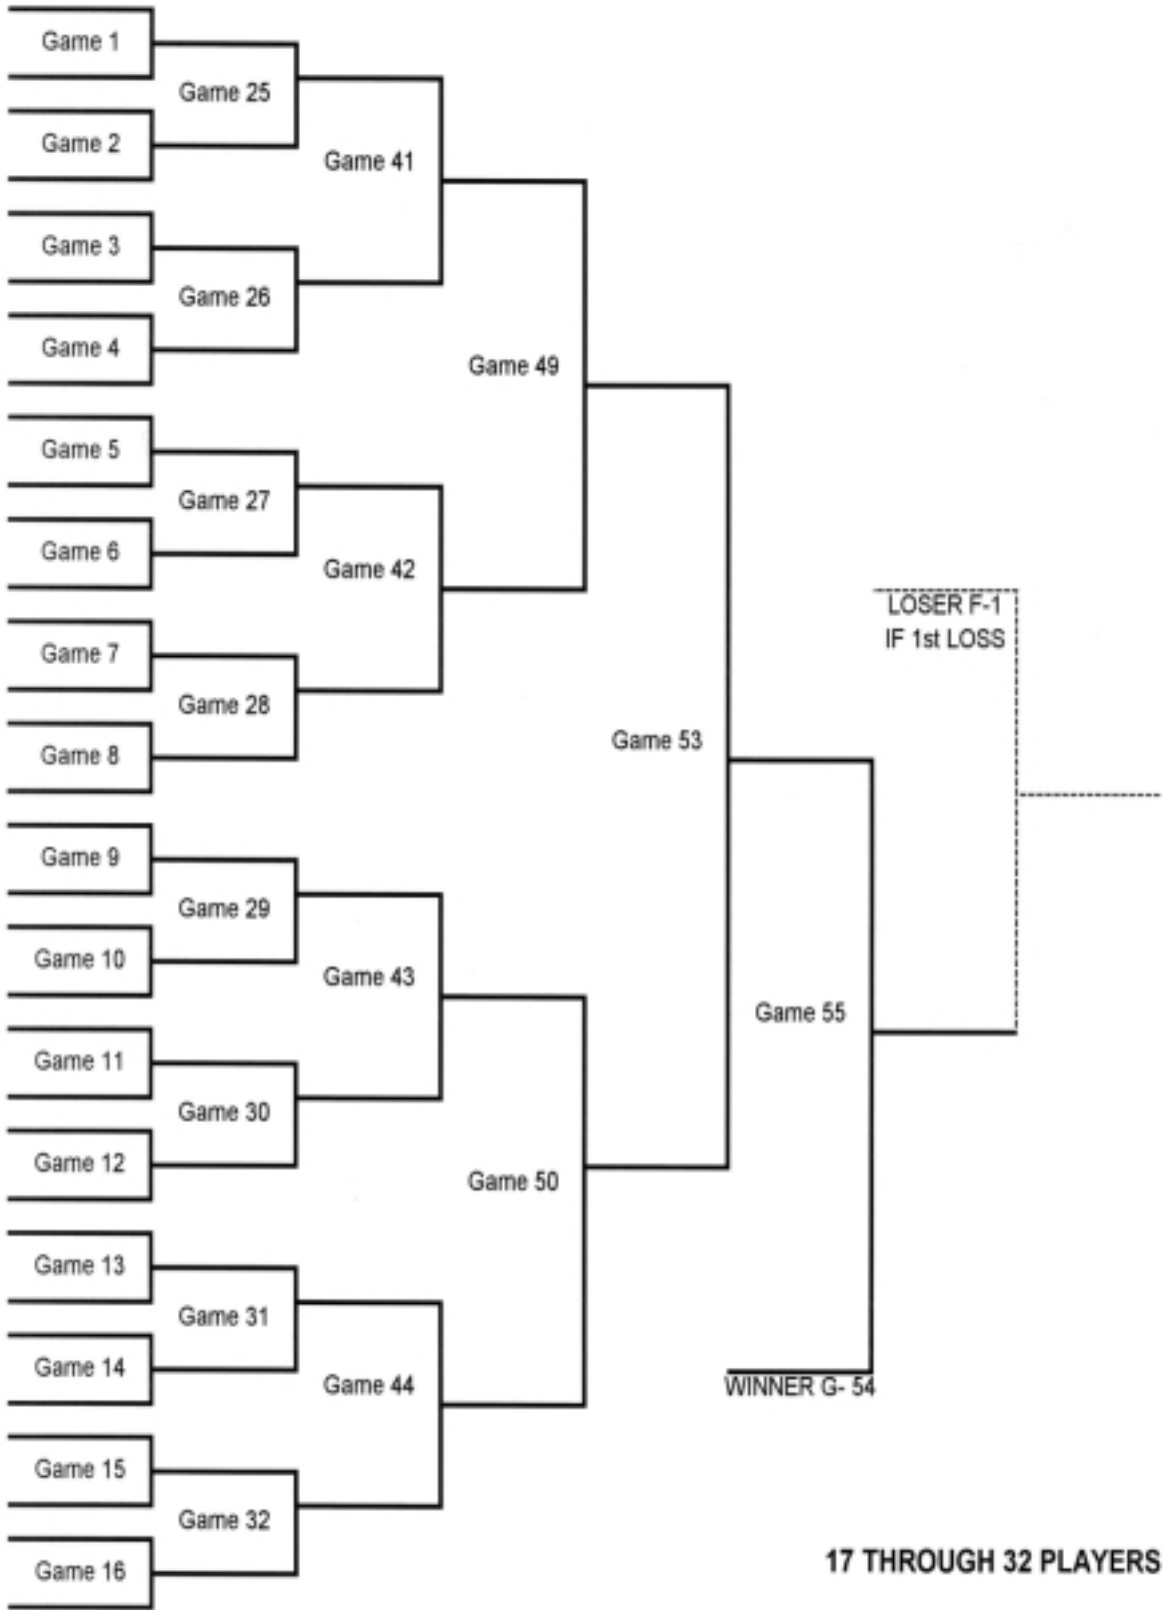 Game 1
Game 25
Game 2
Game 41
Game 3
Game 26
Game 4
Game 49
Game 5
Game 27
Game 6
Game 42
LOSER F-1
IF 1st LOSS
Game 7
Game 28
Game 53
Game 8
Game 9
Game 29
Game 10
Game 43
Game 55
Game 11
Game 30
Game 12
Game 50
Game 13
Game 31
Game 14
Game 44
WINNER G- 54
Game 15
Game 32
17 THROUGH 32 PLAYERS
Game 16